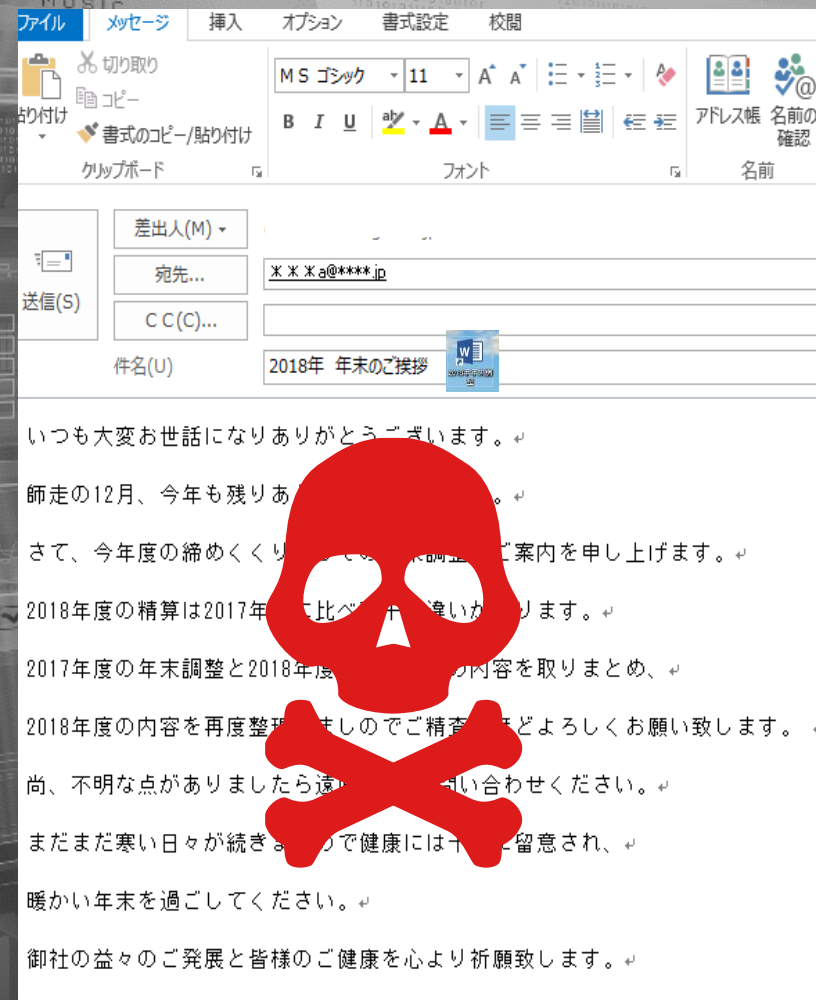 MUSIC
ファイル メッセージ 挿入 オプション 書式設定 校閲
切り取り
コピー
書式のコピー/貼り付け
貼り付け
クリップボード
MS ゴシック 11
B I U
フォント
アドレス帳 名前の
確認
名前
差出人(M)
宛先... ***a@****.jp
送信(S)
CC(C)...
件名(U) 2018年 年末のご挨拶
いつも大変お世話になりありがとうございます。
師走の12月、今年も残りあ 。
さて、今年度の締めくくり ご案内を申し上げます。
2018年度の精算は2017年 に比べ 違いが ります。
2017年度の年末調整と2018年度 の内容を取りまとめ、
2018年度の内容を再度整理 ましのでご精査 ほどよろしくお願い致します。
尚、不明な点がありましたら遠 問い合わせください。
まだまだ寒い日々が続きま ので健康には 留意され、
暖かい年末を過ごしてください。
御社の益々のご発展と皆様のご健康を心より祈願致します。